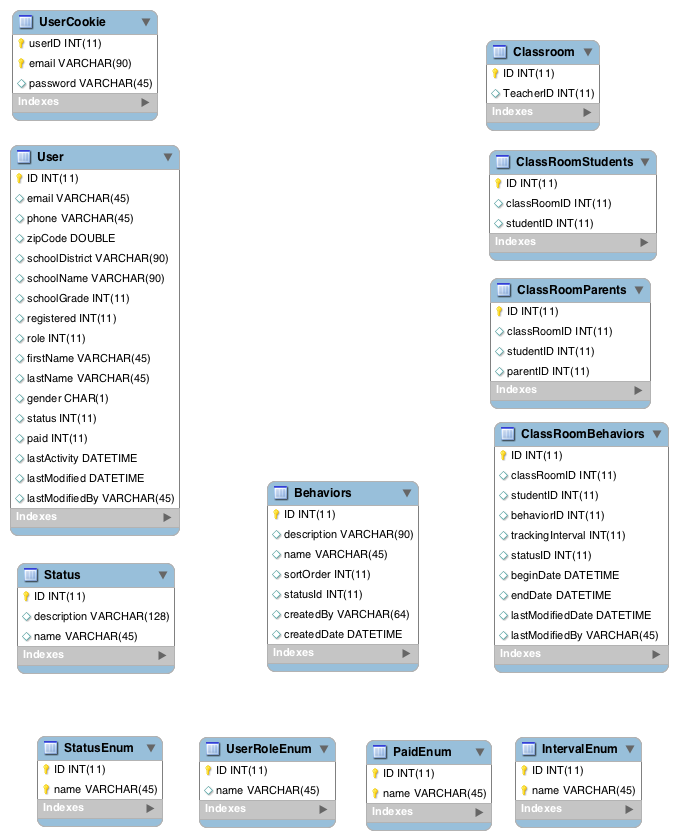 UserCookie
userID INT(11)
email VARCHAR(90)
password VARCHAR(45)
Indexes
User
ID INT(11)
email VARCHAR(45)
phone VARCHAR(45)
zipCode DOUBLE
schoolDistrict VARCHAR(90)
schoolName VARCHAR(90)
schoolGrade INT(11)
registered INT(11)
role INT(11)
firstName VARCHAR(45)
lastName VARCHAR(45)
gender CHAR(1)
status INT(11)
paid INT(11)
lastActivity DATETIME
lastModified DATETIME
lastModifiedBy VARCHAR(45)
Indexes
Status
ID INT(11)
description VARCHAR(128)
name VARCHAR(45)
Indexes
Behaviors
ID INT(11)
description VARCHAR(90)
name VARCHAR(45)
sortOrder INT(11)
statusId INT(11)
createdBy VARCHAR(64)
createdDate DATETIME
Indexes
Classroom
ID INT(11)
TeacherID INT(11)
Indexes
ClassRoomStudents
ID INT(11)
classRoomID INT(11)
studentID INT(11)
Indexes
ClassRoomParents
ID INT(11)
classRoomID INT(11)
studentID INT(11)
parentID INT(11)
Indexes
ClassRoomBehaviors
ID INT(11)
classRoomID INT(11)
studentID INT(11)
behaviorID INT(11)
trackingInterval INT(11)
statusID INT(11)
beginDate DATETIME
endDate DATETIME
lastModifiedDate DATETIME
lastModifiedBy VARCHAR(45)
Indexes
StatusEnum
ID INT(11)
name VARCHAR(45)
Indexes
UserRoleEnum
ID INT(11)
name VARCHAR(45)
Indexes
PaidEnum
ID INT(11)
name VARCHAR(45)
Indexes
IntervalEnum
ID INT(11)
name VARCHAR(45)
Indexes